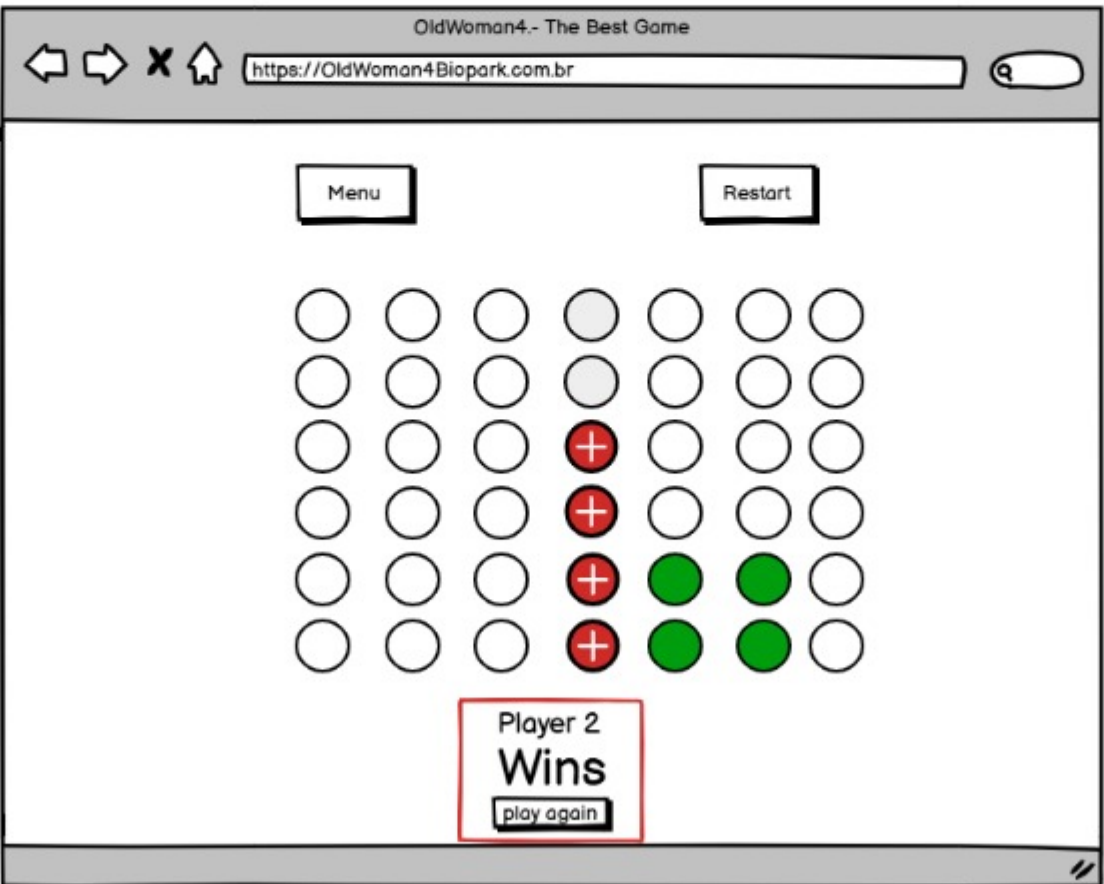 OldWoman4.- The Best Game
https://OldWoman4Biopark.com.br
Menu
Restart
Player 2
Wins
play again